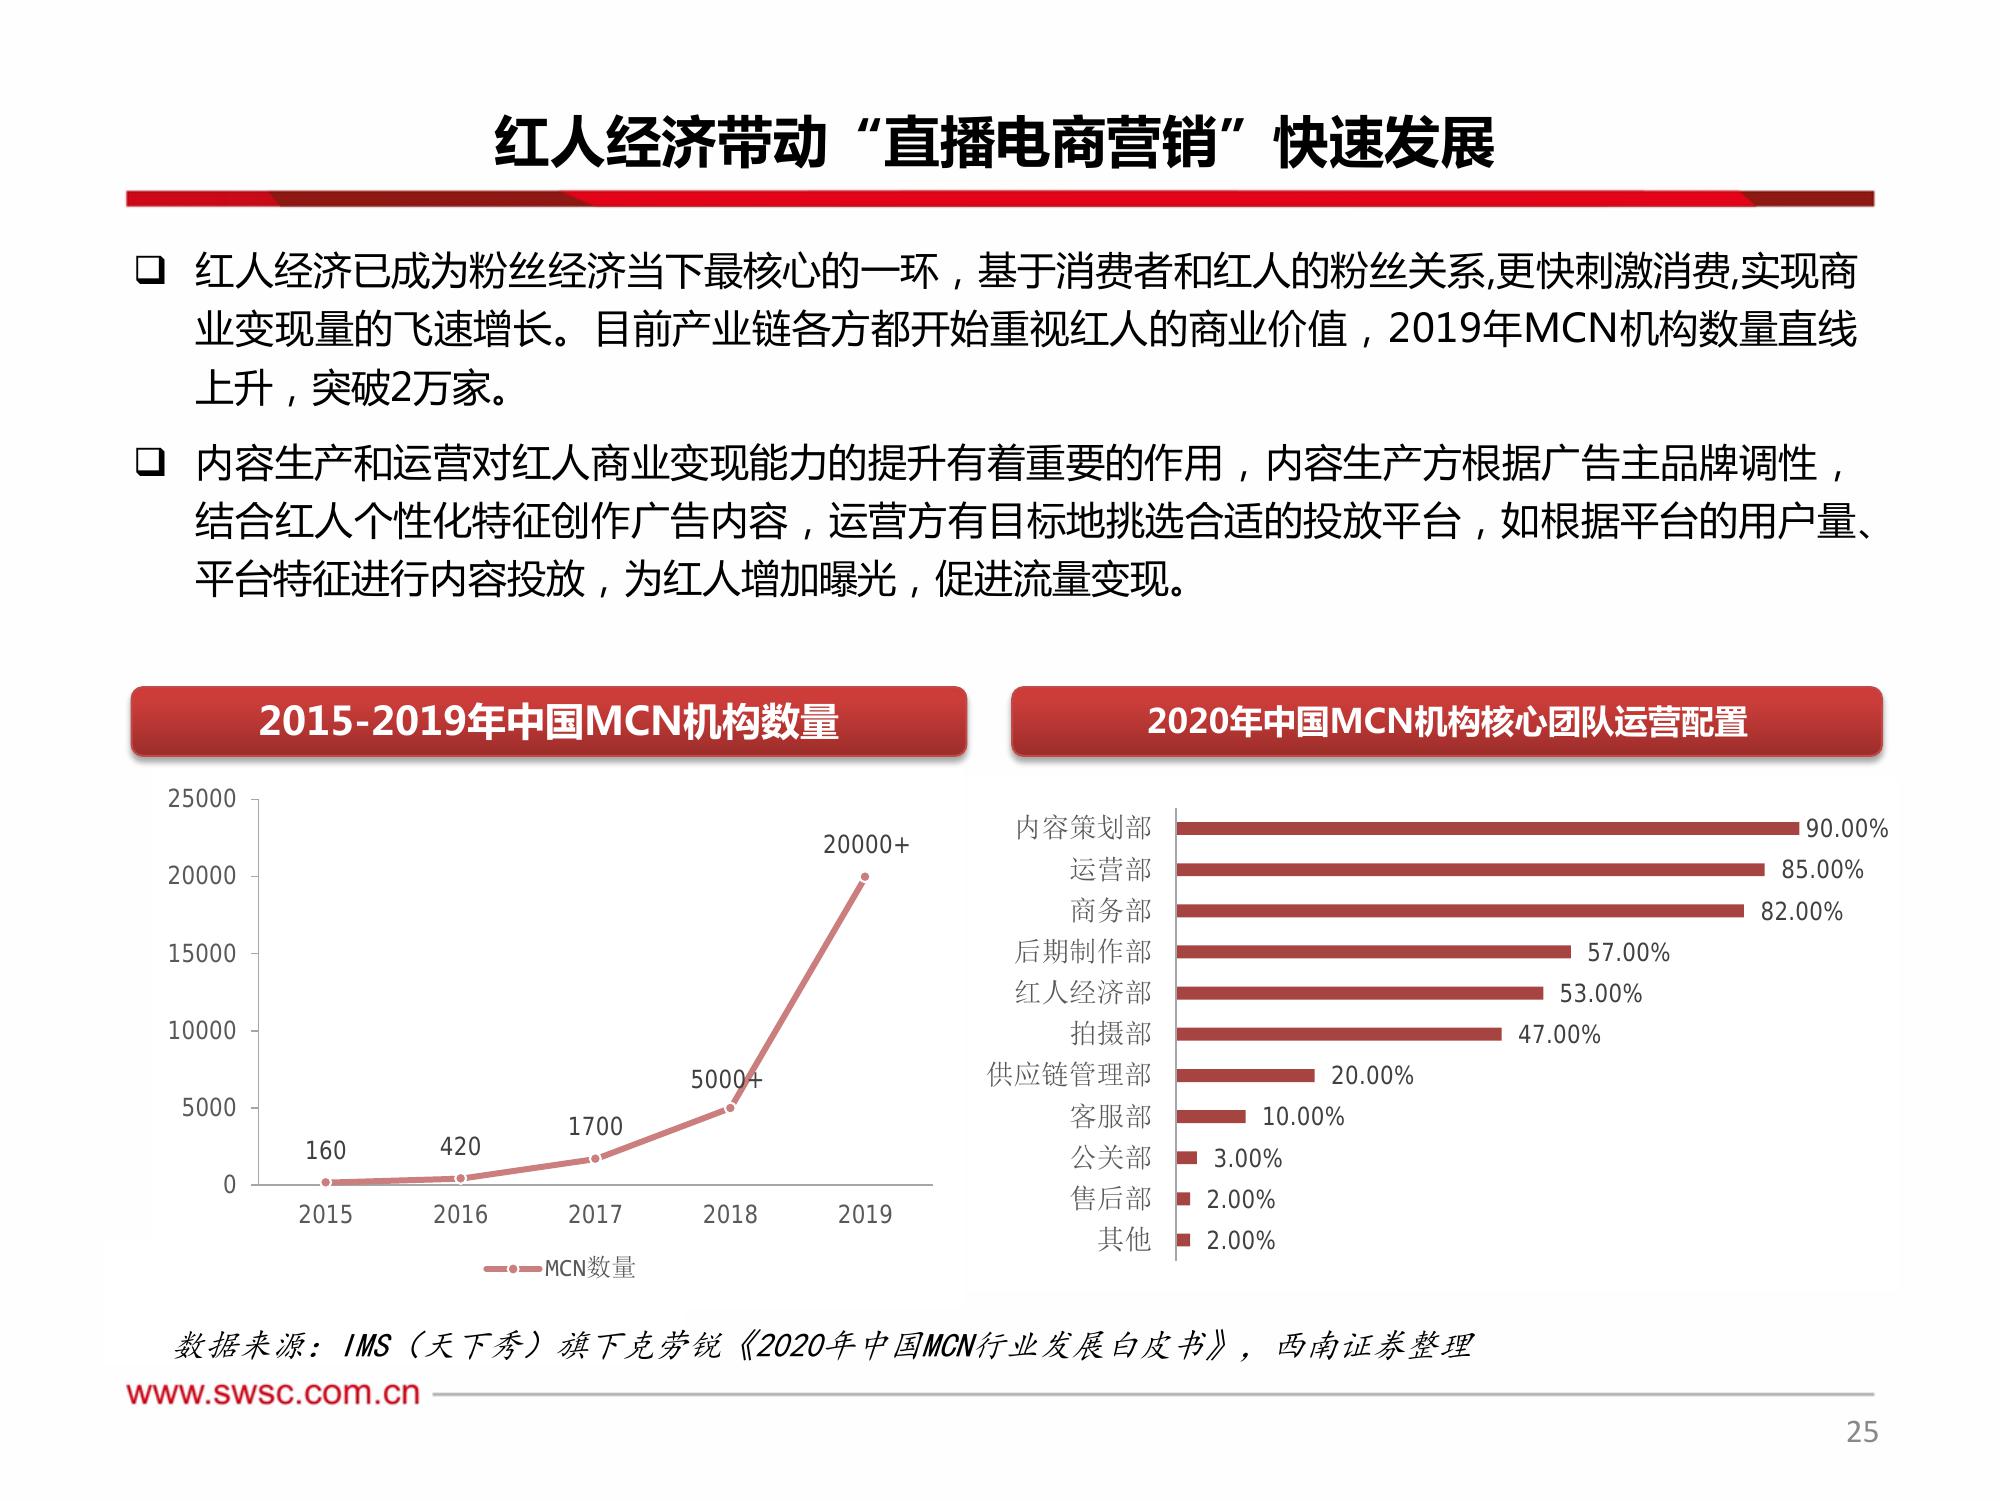 红人经济带动“直播电商营销”快速发展
❑ 红人经济已成为粉丝经济当下最核心的一环，基于消费者和红人的粉丝关系,更快刺激消费,实现商
业变现量的飞速增长。目前产业链各方都开始重视红人的商业价值，2019年MCN机构数量直线
上升，突破2万家。
❑ 内容生产和运营对红人商业变现能力的提升有着重要的作用，内容生产方根据广告主品牌调性，
结合红人个性化特征创作广告内容，运营方有目标地挑选合适的投放平台，如根据平台的用户量、
平台特征进行内容投放，为红人增加曝光，促进流量变现。
2015-2019年中国MCN机构数量
25000
20000
15000
10000
5000
0
160
420
1700
5000+
20000+
2015 2016 2017 2018 2019
MCN数量
2020年中国MCN机构核心团队运营配置
内容策划部 90.00%
运营部 85.00%
商务部 82.00%
后期制作部 57.00%
红人经济部 53.00%
拍摄部 47.00%
供应链管理部 20.00%
客服部 10.00%
公关部 3.00%
售后部 2.00%
其他 2.00%
数据来源：IMS（天下秀）旗下克劳锐《2020年中国MCN行业发展白皮书》，西南证券整理
www.swsc.com.cn
25